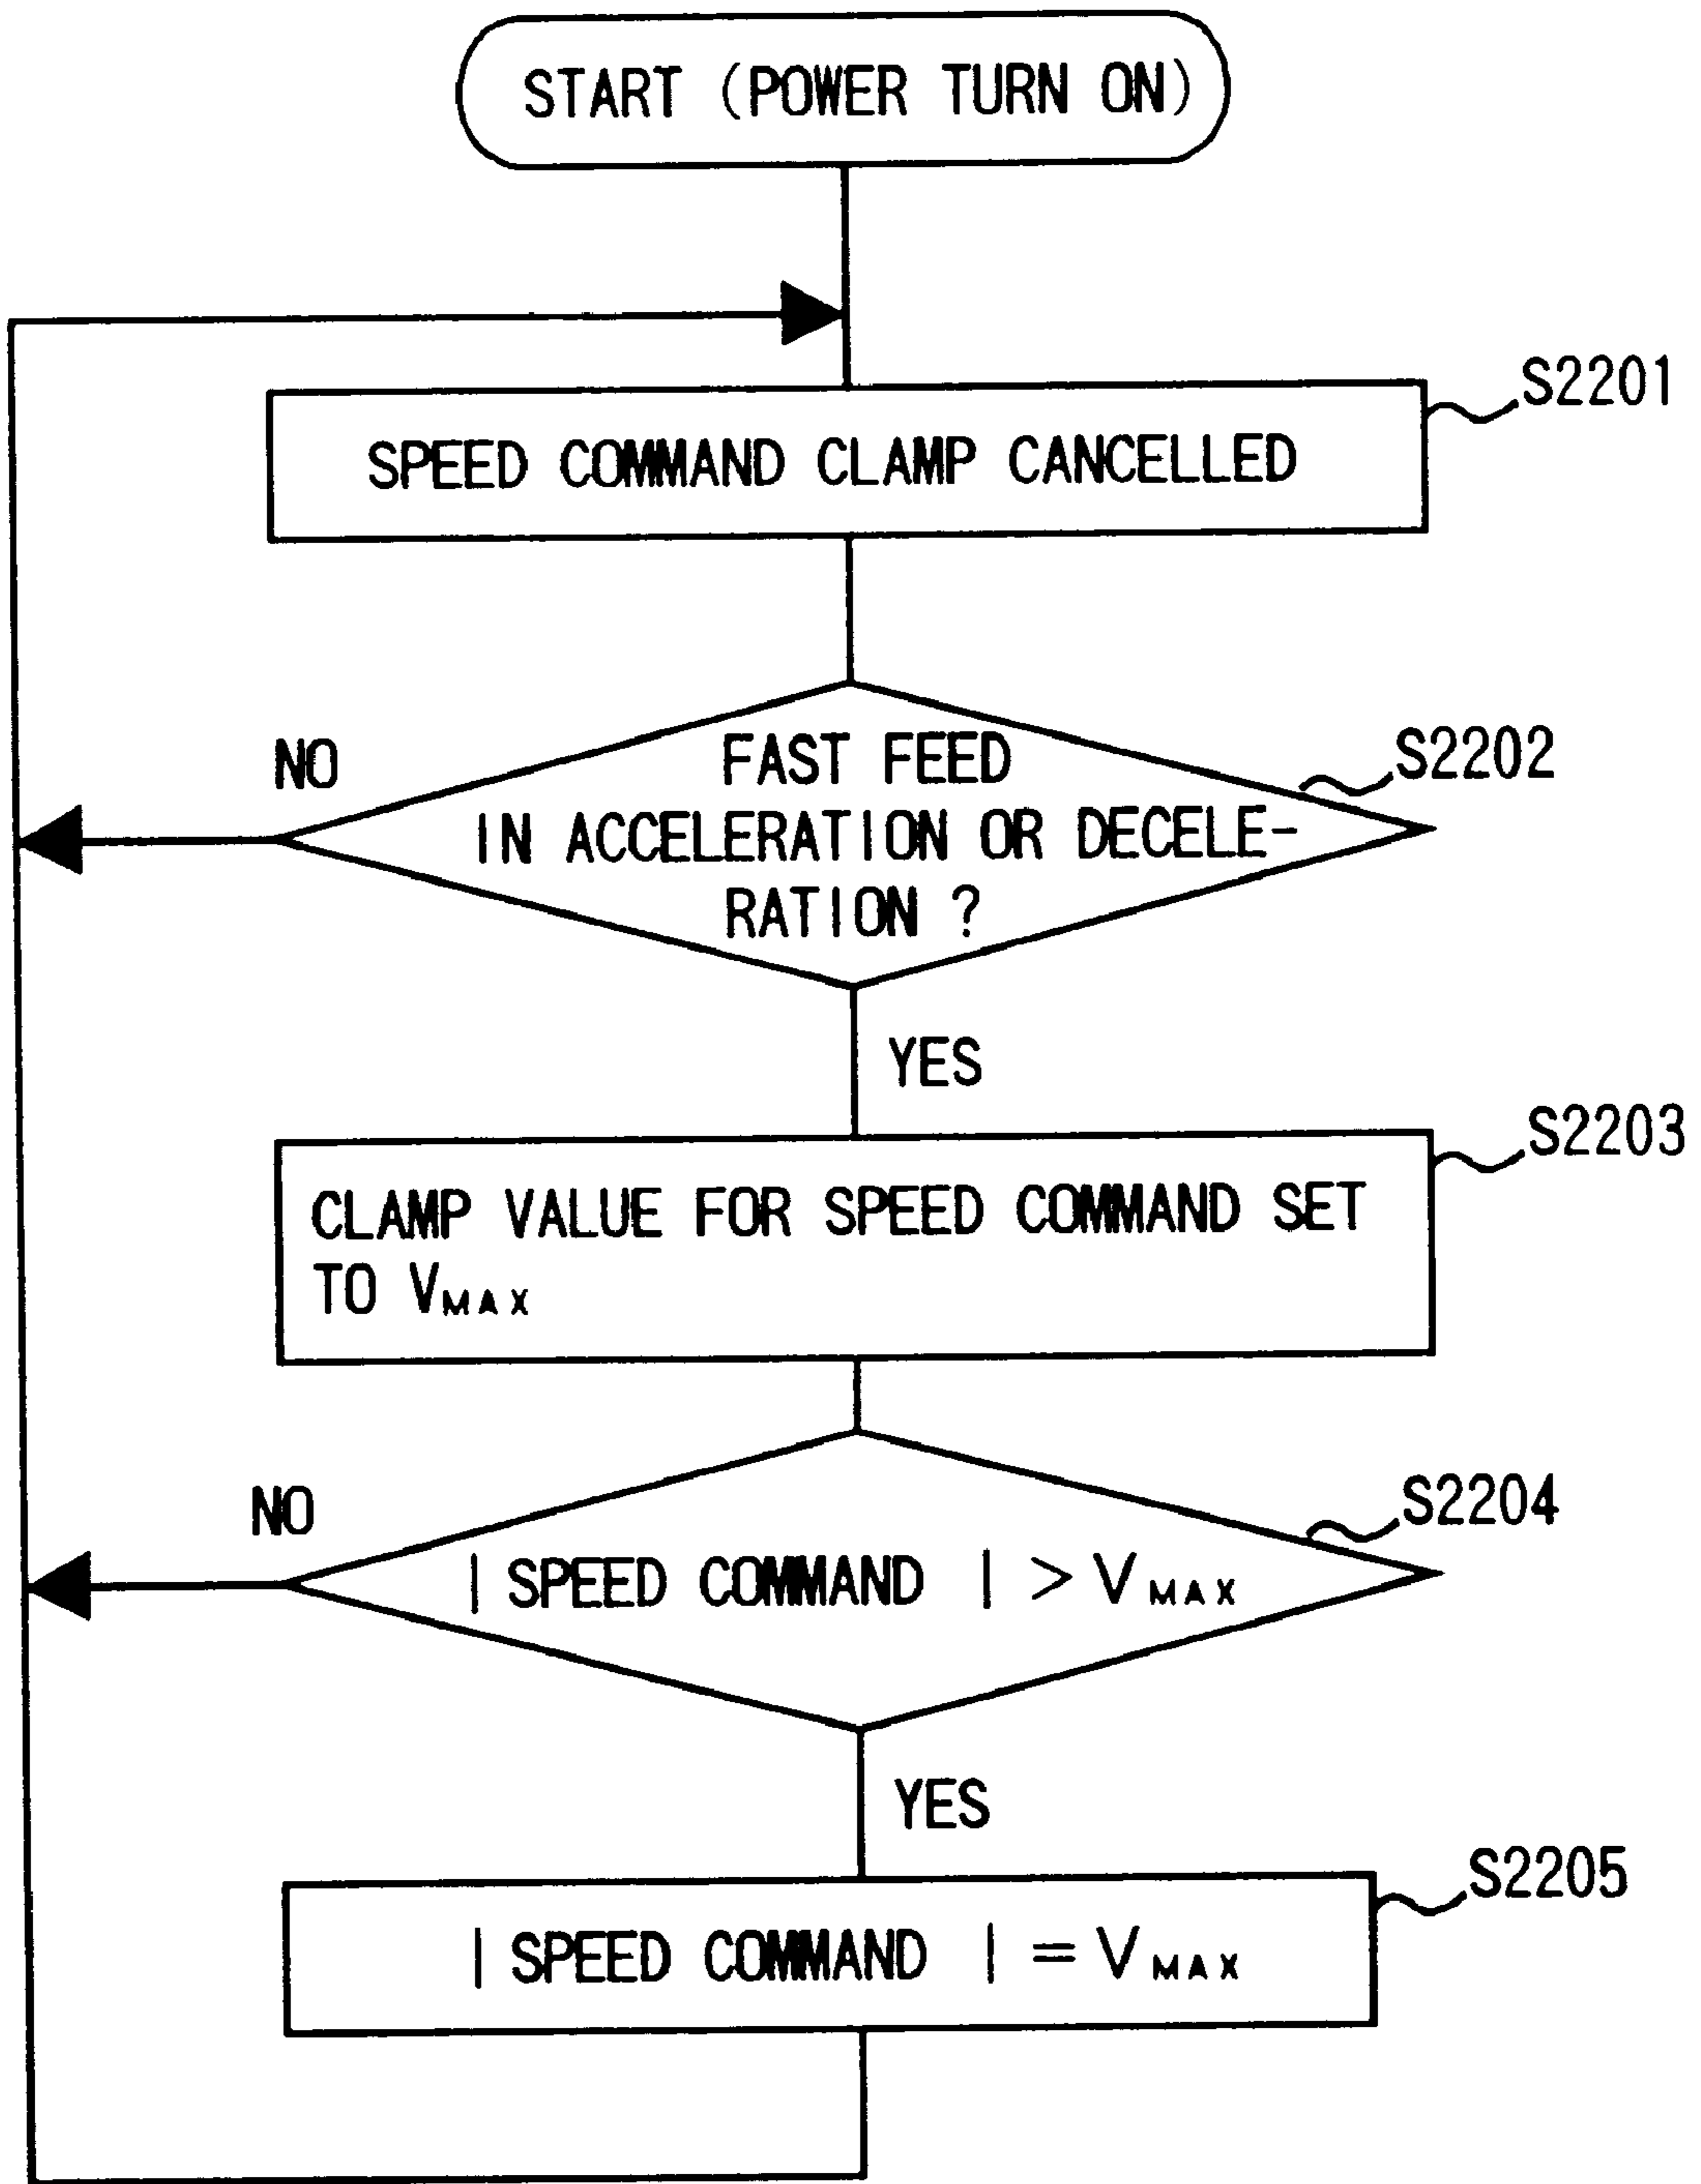 START (POWER TURN ON)
S2201
SPEED COMMAND CLAMP CANCELLED
NO
S2202
FAST FEED
IN ACCELERATION OR DECELE-
RATION ?
YES
S2203
CLAMP VALUE FOR SPEED COMMAND SET
TO VMAX
NO
S2204
| SPEED COMMAND | > VMAX
YES
S2205
| SPEED COMMAND | = VMAX